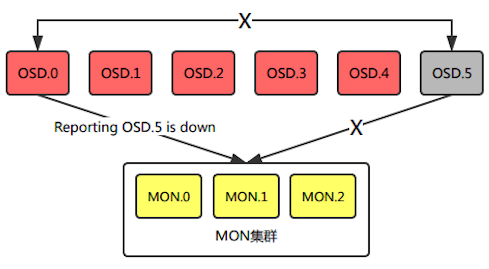 X
OSD.0 OSD.1 OSD.2 OSD.3 OSD.4 OSD.5
Reporting OSD.5 is down
X
MON.0 MON.1 MON.2
MON集群